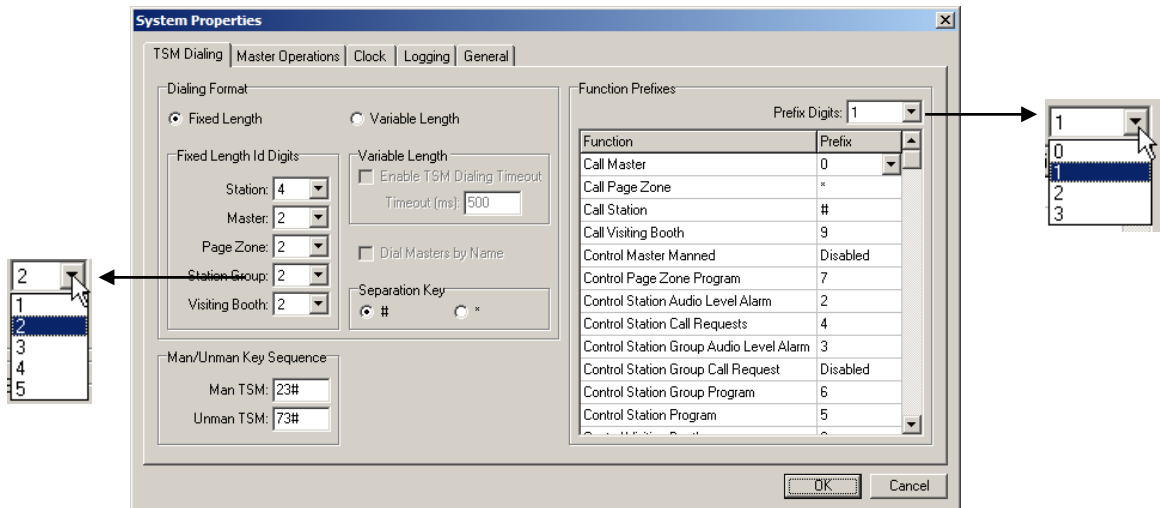 System Properties
TSM Dialing Master Operations Clock Logging General
Dialing Format
Fixed Length Variable Length
Fixed Length Id Digits
Station: 4
Master: 2
Page Zone: 2
Station Group: 2
Visiting Booth: 2
Variable Length
Enable TSM Dialing Timeout
Timeout (ms): 500
Dial Masters by Name
Separation Key
# *
Man/Unman Key Sequence
Man TSM: 23#
Unman TSM: 73#
Function Prefixes
Prefix Digits: 1
Function Prefix
Call Master 0
Call Page Zone *
Call Station #
Call Visiting Booth 9
Control Master Manned Disabled
Control Page Zone Program 7
Control Station Audio Level Alarm 2
Control Station Call Requests 4
Control Station Group Audio Level Alarm 3
Control Station Group Call Request Disabled
Control Station Group Program 6
Control Station Program 5
OK Cancel
2
1
2
3
4
5
1
0
1
2
3